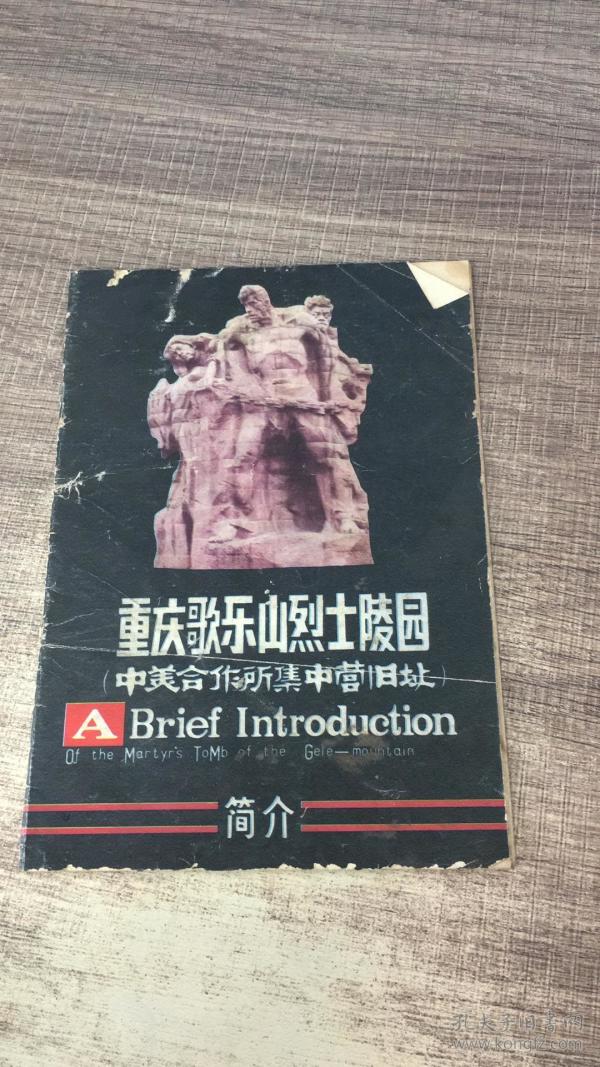 重庆歌乐山烈士陵园
(中美合作所集中营旧址)
A Brief Introduction
Of the Martyr's ToMb of the Gele—mountain
简介
孔夫子旧书网
www.kongfz.com